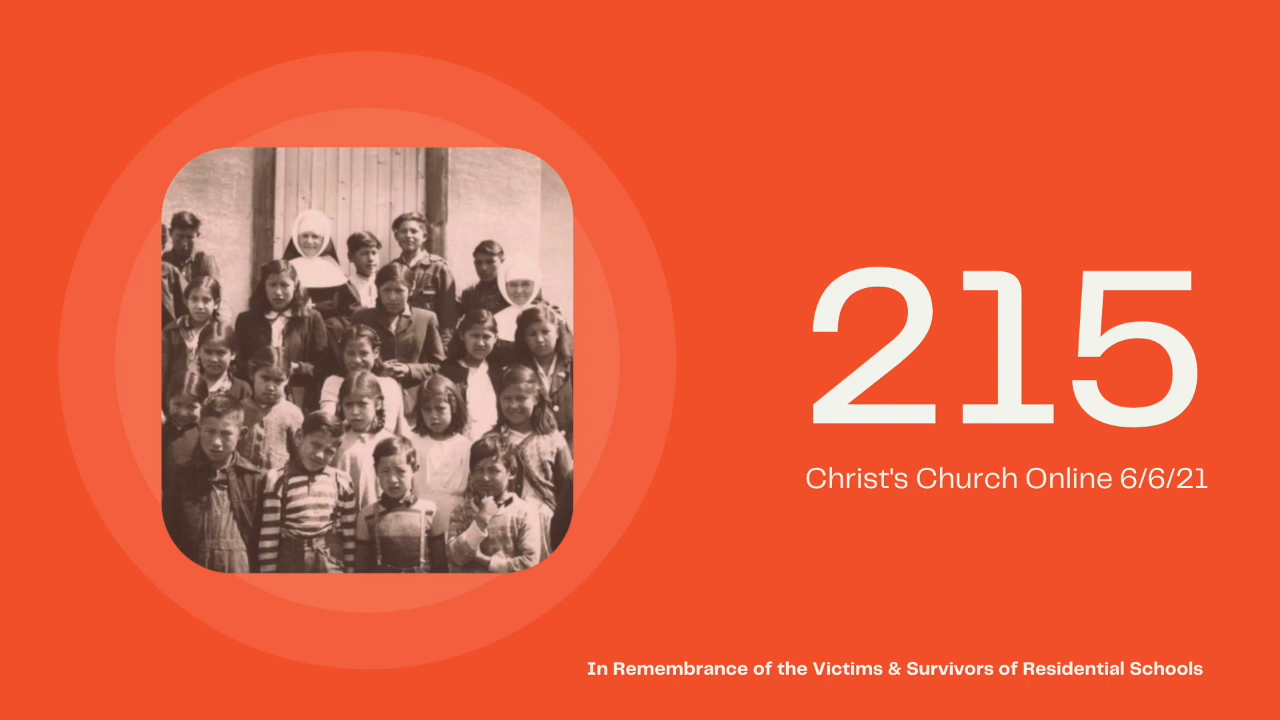 215
Christ's Church Online 6/6/21
In Remembrance of the Victims & Survivors of Residential Schools